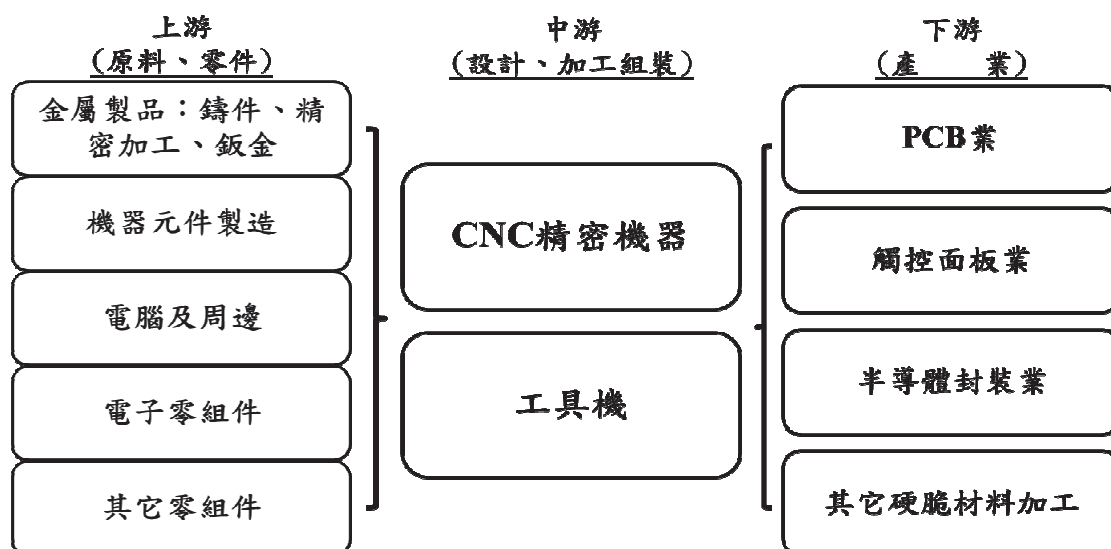 上游
(原料、零件)
金屬製品：鑄件、精
密加工、鈑金
機器元件製造
電腦及周邊
電子零組件
其它零組件
中游
(設計、加工組裝)
CNC精密機器
工具機
下游
(產　　業)
PCB業
觸控面板業
半導體封裝業
其它硬脆材料加工